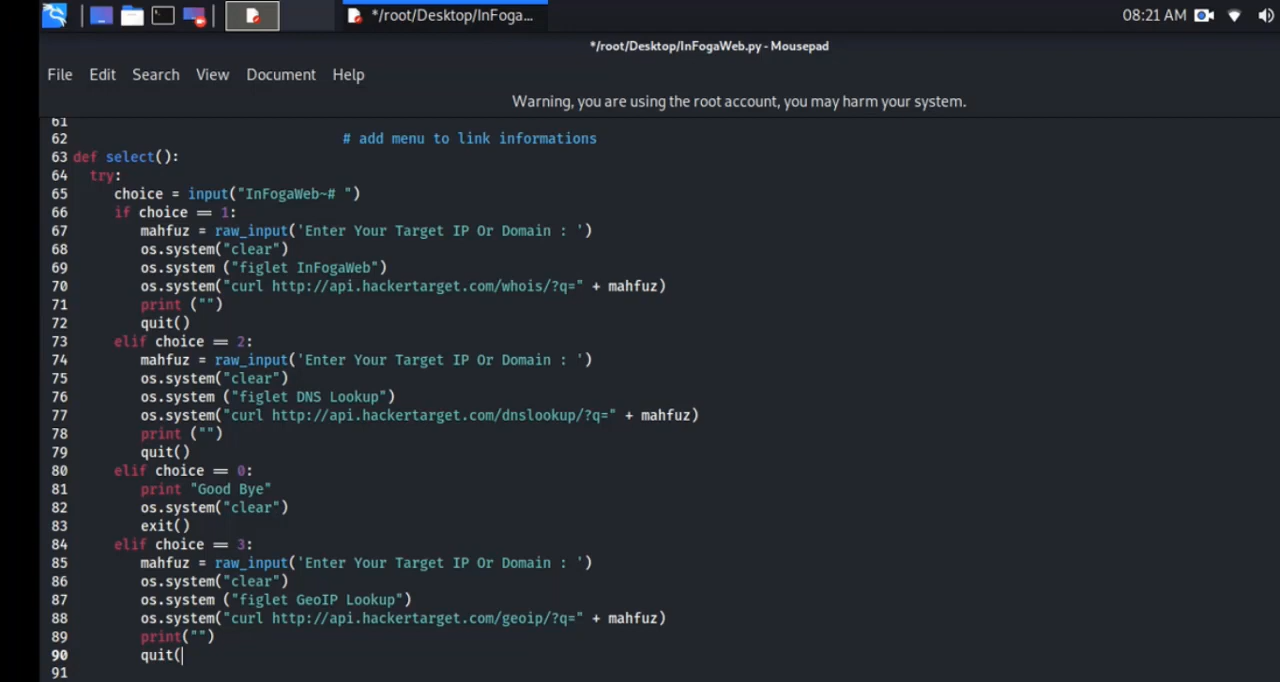 */root/Desktop/InFoga...
08:21 AM
*/root/Desktop/InFogaWeb.py - Mousepad
File Edit Search View Document Help
Warning, you are using the root account, you may harm your system.
61
62 # add menu to link informations
63 def select():
64 try:
65 choice = input("InFogaWeb~# ")
66 if choice == 1:
67 mahfuz = raw_input('Enter Your Target IP Or Domain : ')
68 os.system("clear")
69 os.system ("figlet InFogaWeb")
70 os.system("curl http://api.hackertarget.com/whois/?q=" + mahfuz)
71 print ("")
72 quit()
73 elif choice == 2:
74 mahfuz = raw_input('Enter Your Target IP Or Domain : ')
75 os.system("clear")
76 os.system ("figlet DNS Lookup")
77 os.system("curl http://api.hackertarget.com/dnslookup/?q=" + mahfuz)
78 print ("")
79 quit()
80 elif choice == 0:
81 print "Good Bye"
82 os.system("clear")
83 exit()
84 elif choice == 3:
85 mahfuz = raw_input('Enter Your Target IP Or Domain : ')
86 os.system("clear")
87 os.system ("figlet GeoIP Lookup")
88 os.system("curl http://api.hackertarget.com/geoip/?q=" + mahfuz)
89 print("")
90 quit(
91